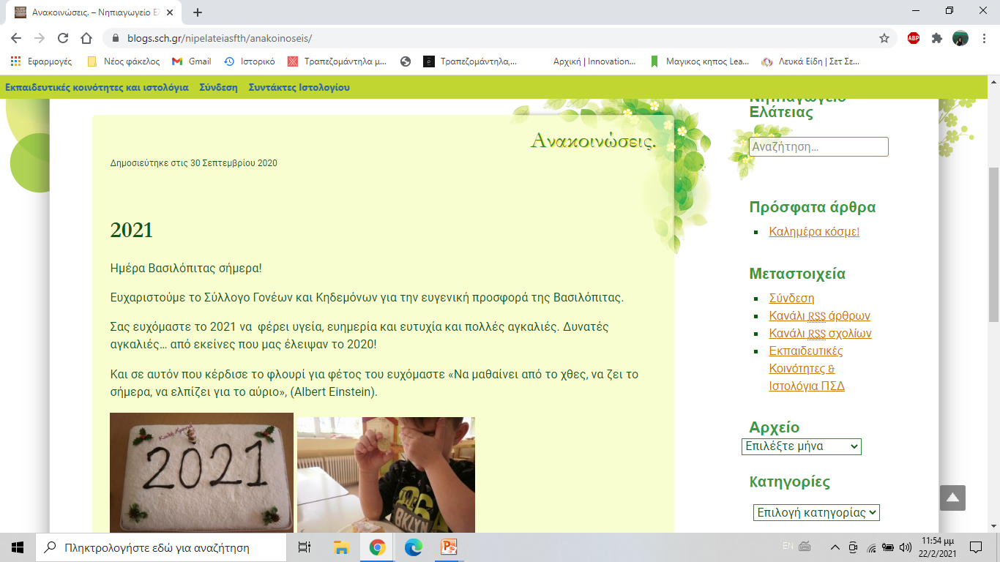 Ανακοινώσεις. – Νηπιαγωγείο Ελ
blogs.sch.gr/nipelateiasfth/anakoinoseis/
ABP
Εφαρμογές Νέος φάκελος Gmail Ιστορικό Τραπεζομάντηλα μ... Τραπεζομάντηλα,... Αρχική | Innovation... Μαγικος κηπος Lea... Λευκά Είδη | Σετ Σε...
Εκπαιδευτικές κοινότητες και ιστολόγια Σύνδεση Συντάκτες Ιστολογίου
Ανακοινώσεις.
Δημοσιεύτηκε στις 30 Σεπτεμβρίου 2020
2021
Ημέρα Βασιλόπιτας σήμερα!
Ευχαριστούμε το Σύλλογο Γονέων και Κηδεμόνων για την ευγενική προσφορά της Βασιλόπιτας.
Σας ευχόμαστε το 2021 να  φέρει υγεία, ευημερία και ευτυχία και πολλές αγκαλιές. Δυνατές
αγκαλιές… από εκείνες που μας έλειψαν το 2020!
Και σε αυτόν που κέρδισε το φλουρί για φέτος του ευχόμαστε «Να μαθαίνει από το χθες, να ζει το
σήμερα, να ελπίζει για το αύριο», (Albert Einstein).
2021
BKLYN
Νηπιαγωγείο
Ελάτειας
Αναζήτηση…
Πρόσφατα άρθρα
Καλημέρα κόσμε!
Μεταστοιχεία
Σύνδεση
Κανάλι RSS άρθρων
Κανάλι RSS σχολίων
Εκπαιδευτικές
Κοινότητες &
Ιστολόγια ΠΣΔ
Αρχείο
Επιλέξτε μήνα
Κατηγορίες
Επιλογή κατηγορίας
Πληκτρολογήστε εδώ για αναζήτηση
EN
11:54 μμ
22/2/2021